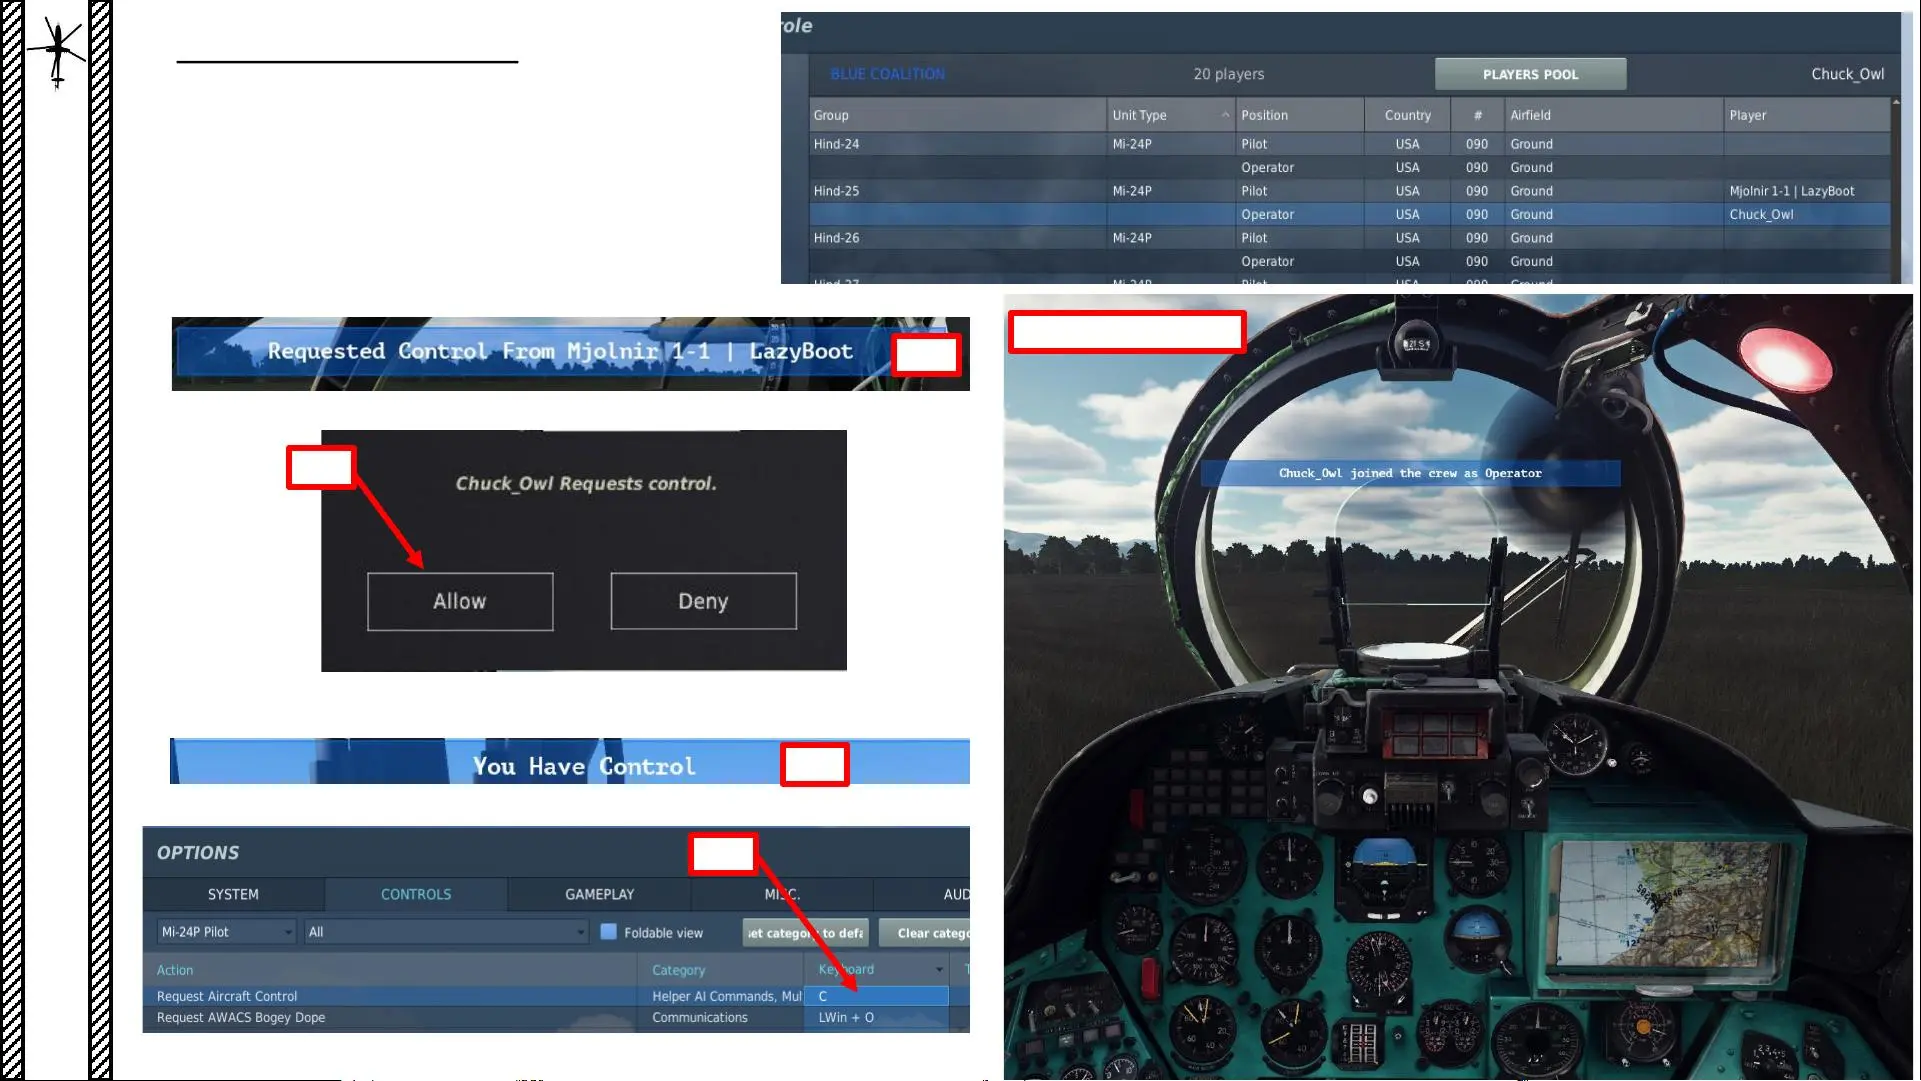 role
BLUE COALITION 20 players PLAYERS POOL Chuck_Owl
Group Unit Type Position Country # Airfield Player
Hind-24 Mi-24P Pilot USA 090 Ground
Operator USA 090 Ground
Hind-25 Mi-24P Pilot USA 090 Ground Mjolnir 1-1 | LazyBoot
Operator USA 090 Ground Chuck_Owl
Hind-26 Mi-24P Pilot USA 090 Ground
Operator USA 090 Ground
Requested Control From Mjolnir 1-1 | LazyBoot
Chuck_Owl Requests control.
Allow Deny
You Have Control
OPTIONS
SYSTEM CONTROLS GAMEPLAY MISC. AUD
Mi-24P Pilot All Foldable view et category to defa Clear catego
Action Category Keyboard
Request Aircraft Control Helper AI Commands, Mul C
Request AWACS Bogey Dope Communications LWin + O
Chuck_Owl joined the crew as Operator